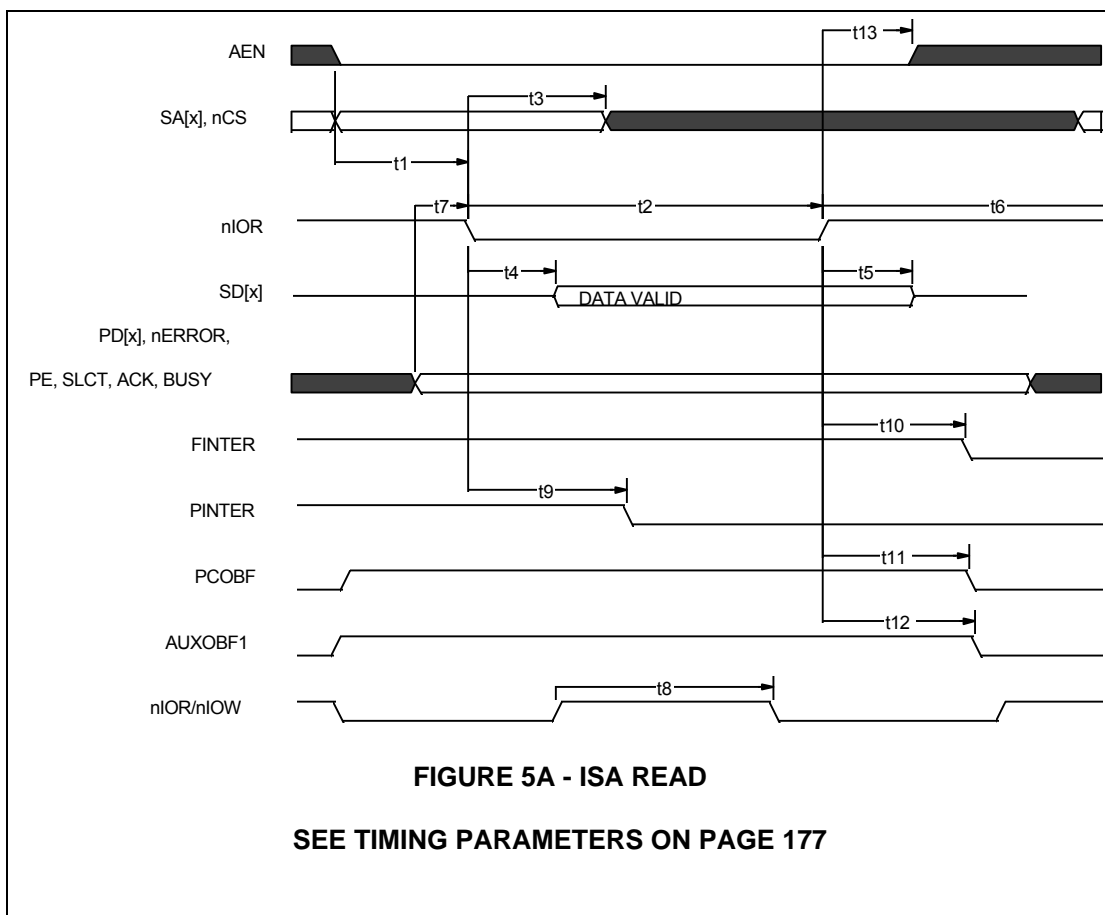 t13
AEN
t3
SA[x], nCS
t1
t7
t2
t6
nIOR
t4
t5
SD[x]
DATA VALID
PD[x], nERROR,
PE, SLCT, ACK, BUSY
t10
FINTER
t9
PINTER
t11
PCOBF
t12
AUXOBF1
t8
nIOR/nIOW
FIGURE 5A - ISA READ
SEE TIMING PARAMETERS ON PAGE 177